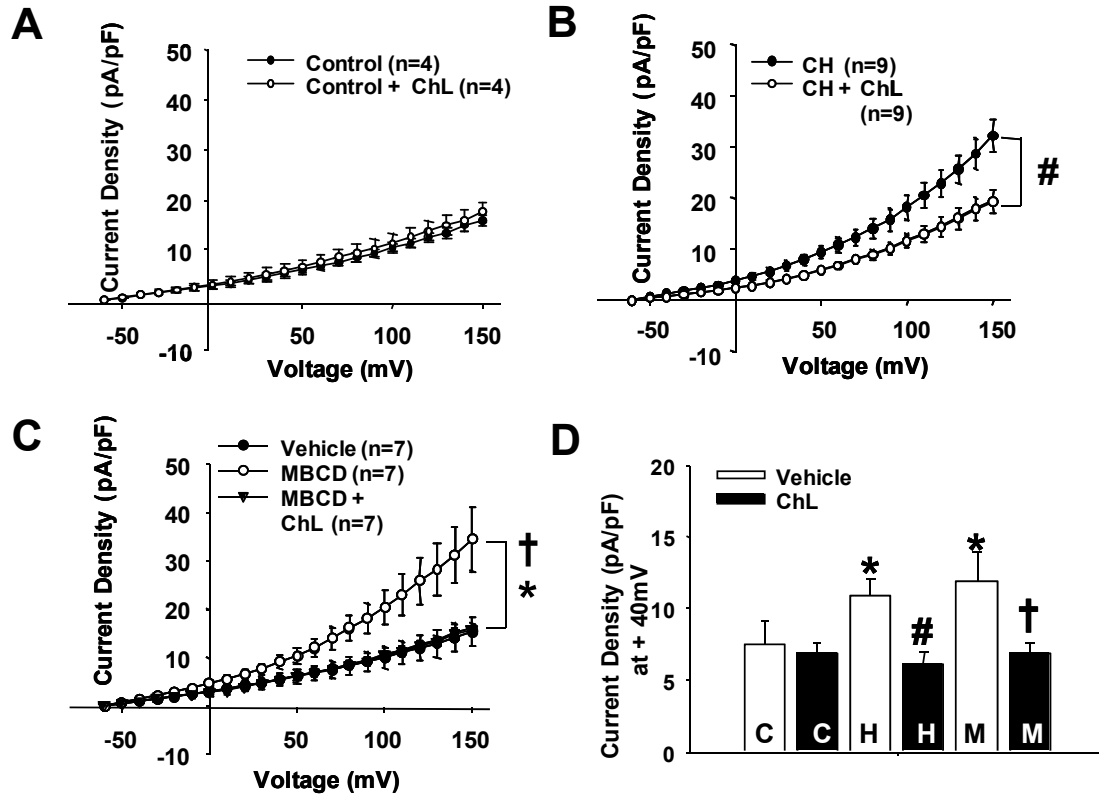 A
Current Density (pA/pF)
50
40
30
20
10
-10
-50
50
100
150
Voltage (mV)
Control (n=4)
Control + ChL (n=4)
B
Current Density (pA/pF)
50
40
30
20
10
-10
-50
50
100
150
Voltage (mV)
CH (n=9)
CH + ChL
(n=9)
#
C
Current Density (pA/pF)
50
40
30
20
10
-10
-50
50
100
150
Voltage (mV)
Vehicle (n=7)
MBCD (n=7)
MBCD +
ChL (n=7)
†
*
D
Current Density (pA/pF)
at + 40mV
20
15
10
5
0
Vehicle
ChL
*
#
*
†
C C H H M M